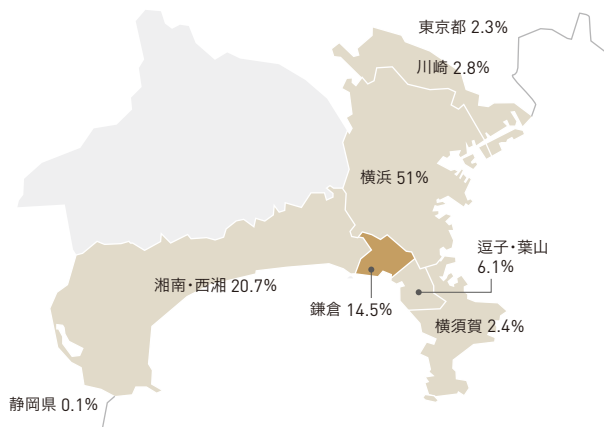 東京都 2.3%
川崎 2.8%
横浜 51%
逗子・葉山
6.1%
湘南・西湘 20.7%
鎌倉 14.5%
横須賀 2.4%
静岡県 0.1%